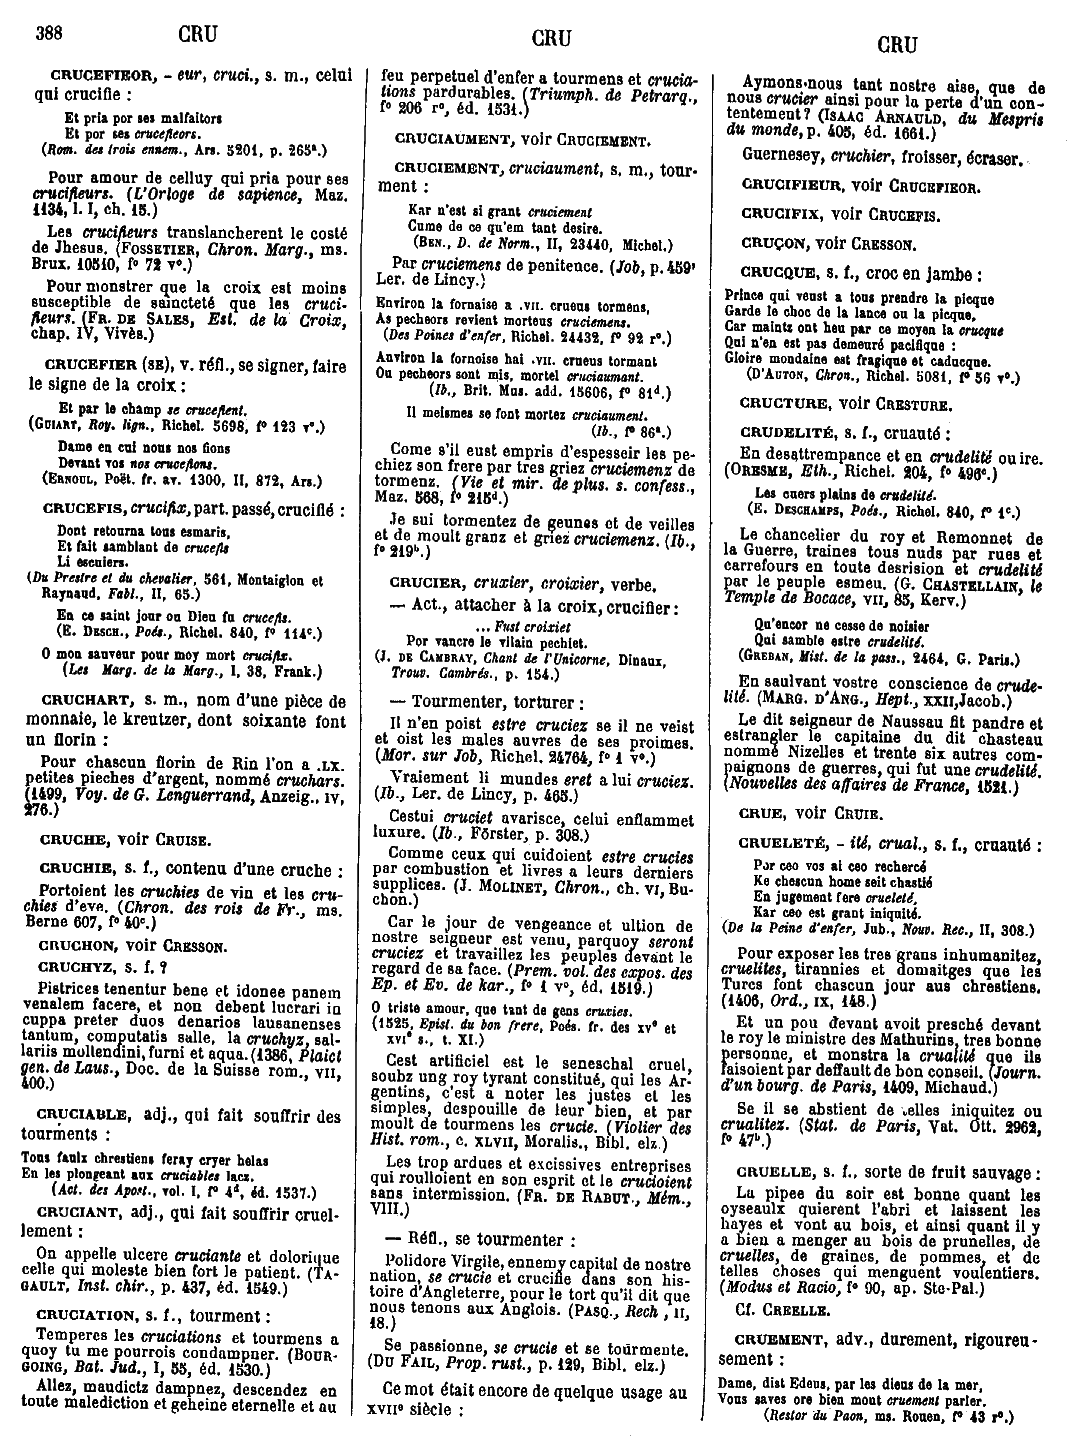 388
CRU
CRU
CRU
CRUCEFIEOR, - eur, cruci., s. m., celui
qui crucifie :
Et pria por ses malfaitors
Et por ses crucefieors.
(Rom. des trois ennem., Ars. 5201, p. 265ª.)
Pour amour de celluy qui pria pour ses
crucifieurs. (L'Orloge de sapience, Maz.
1134, l. I, ch. 15.)
Les crucifieurs translancherent le costé
de Jhesus. (FOSSETIER, Chron. Marg., ms.
Brux. 10510, f° 72 v°.)
Pour monstrer que la croix est moins
susceptible de saincteté que les cruci-
fieurs. (FR. DE SALES, Est. de la Croix,
chap. IV, Vivès.)
CRUCEFIER (SE), v. réfl., se signer, faire
le signe de la croix :
Et par le champ se crucefient.
(GUIART, Roy. lign., Richel. 5698, f° 123 v°.)
Dame en cui nous nos fions
Devant vos nos crucefions.
(ERNOUL, Poët. fr. av. 1300, II, 872, Ars.)
CRUCEFIS, crucifix, part. passé, crucifié :
Dont retourna tous esmaris,
Et fait samblant de crucefis
Li escuiers.
(Du Prestre et du chevalier, 561, Montaiglon et
Raynaud, Fabl., II, 65.)
En ce saint jour ou Dieu fu crucefis.
(E. DESCH., Poés., Richel. 840, f° 114ᶜ.)
O mon sauveur pour moy mort crucifix.
(Les Marg. de la Marg., I, 38, Frank.)
CRUCHART, s. m., nom d'une pièce de
monnaie, le kreutzer, dont soixante font
un florin :
Pour chascun florin de Rin l'on a .LX.
petites pieches d'argent, nommé cruchars.
(1499, Voy. de G. Lenguerrand, Anzeig., IV,
276.)
CRUCHE, voir CRUISE.
CRUCHIE, s. f., contenu d'une cruche :
Portoient les cruchies de vin et les cru-
chies d'eve. (Chron. des rois de Fr., ms.
Berne 607, f° 40ᶜ.)
CRUCHON, voir CRESSON.
CRUCHYZ, s. f. ?
Pistrices tenentur bene et idonee panem
venalem facere, et non debent lucrari in
cuppa preter duos denarios lausanenses
tantum, computatis salle, la cruchyz, sal-
lariis mollendini, furni et aqua. (1386, Plaict
gen. de Laus., Doc. de la Suisse rom., VII,
400.)
CRUCIABLE, adj., qui fait souffrir des
tourments :
Tous faulx chrestiens feray cryer helas
En les plongeant aux cruciables lacz.
(Act. des Apost., vol. I, f° 4ᵈ, éd. 1537.)
CRUCIANT, adj., qui fait souffrir cruel-
lement :
On appelle ulcere cruciante et dolorique
celle qui moleste bien fort le patient. (TA-
GAULT, Inst. chir., p. 437, éd. 1549.)
CRUCIATION, s. f., tourment :
Temperes les cruciations et tourmens a
quoy tu me pourrois condampner. (BOUR-
GOING, Bat. Jud., I, 55, éd. 1530.)
Allez, maudictz dampnez, descendez en
toute malediction et geheine eternelle et au
feu perpetuel d'enfer a tourmens et crucia-
tions pardurables. (Triumph. de Petrarq.,
f° 206 r°, éd. 1531.)
CRUCIAUMENT, voir CRUCIEMENT.
CRUCIEMENT, cruciaument, s. m., tour-
ment :
Kar n'est si grant cruciement
Cume de ce qu'em tant desire.
(BEN., D. de Norm., II, 23440, Michel.)
Par cruciemens de penitence. (Job, p. 459,
Ler. de Lincy.)
Environ la fornaise a .VII. crueus tormens,
As pecheors revient morteus cruciemens.
(Des Poines d'enfer, Richel. 24432, f° 92 r°.)
Anviron la fornoise hai .VII. crueus tormant
Ou pecheors sont mis, mortel cruciaumant.
(Ib., Brit. Mus. add. 15606, f° 81ᵈ.)
Il meismes se font mortez cruciaument.
(Ib., f° 86ª.)
Come s'il eust empris d'espessoir les pe-
chiez son frere par tres griez cruciemenz de
tormenz. (Vie et mir. de plus. s. confess.,
Maz. 568, f° 215ᵈ.)
Je sui tormentez de geunes et de veilles
et de moult granz et griez cruciemenz. (Ib.,
f° 219ᵇ.)
CRUCIER, cruxier, croixier, verbe.
— Act., attacher à la croix, crucifier :
... Fust croixiet
Por vancre le vilain pechiet.
(J. DE CAMBRAY, Chant de l'Unicorne, Dinaux,
Trouv. Cambrés., p. 154.)
— Tourmenter, torturer :
Il n'en poist estre cruciez se il ne veist
et oist les males auvres de ses proimes.
(Mor. sur Job, Richel. 24764, f° 1 v°.)
Vraiement li mundes eret a lui cruciez.
(Ib., Ler. de Lincy, p. 465.)
Cestui cruciet avarisce, celui enflammet
luxure. (Ib., Förster, p. 308.)
Comme ceux qui cuidoient estre crucies
par combustion et livres a leurs derniers
supplices. (J. MOLINET, Chron., ch. VI, Bu-
chon.)
Car le jour de vengeance et ultion de
nostre seigneur est venu, parquoy seront
cruciez et travaillez les peuples devant le
regard de sa face. (Prem. vol. des expos. des
Ep. et Ev. de kar., f° 1 v°, éd. 1519.)
O triste amour, que tant de gens cruxies.
(1525, Epist. du bon frere, Poés. fr. des XVᵉ et
XVIᵉ s., t. XI.)
Cest artificiel est le seneschal cruel,
soubz ung roy tyrant constitué, qui les Ar-
gentins, c'est a noter les justes et les
simples, despouille de leur bien, et par
moult de tourmens les crucie. (Violier des
Hist. rom., c. XLVII, Moralis., Bibl. elz.)
Les trop ardues et excissives entreprises
qui roulloient en son esprit et le crucioient
sans intermission. (FR. DE RABUT., Mém.,
VIII.)
— Réfl., se tourmenter :
Polidore Virgile, ennemy capital de nostre
nation, se crucie et crucifie dans son his-
toire d'Angleterre, pour le tort qu'il dit que
nous tenons aux Anglois. (PASQ., Rech., II,
18.)
Se passionne, se crucie et se tourmente.
(DU FAIL, Prop. rust., p. 129, Bibl. elz.)
Ce mot était encore de quelque usage au
XVIIᵉ siècle :
Aymons-nous tant nostre aise, que de
nous crucier ainsi pour la perte d'un con-
tentement ? (ISAAC ARNAULD, du Mespris
du monde, p. 405, éd. 1661.)
Guernesey, cruchier, froisser, écraser.
CRUCIFIEUR, voir CRUCEFIEOR.
CRUCIFIX, voir CRUCEFIS.
CRUÇON, voir CRESSON.
CRUCQUE, s. f., croc en jambe :
Prince qui veust a tous prendre la picque
Garde le choc de la lance ou la picque,
Car maintz ont heu par ce moyen la crucque
Qui n'en est pas demeuré pacifique :
Gloire mondaine est fragique et caducque.
(D'AUTON, Chron., Richel. 5081, f° 56 v°.)
CRUCTURE, voir CRESTURE.
CRUDELITÉ, s. f., cruauté :
En desattrempance et en crudelité ou ire.
(ORESME, Eth., Richel. 204, f° 496ᶜ.)
Les cuers plains de crudelité.
(E. DESCHAMPS, Poés., Richel. 840, f° 1ᶜ.)
Le chancelier du roy et Remonnet de
la Guerre, traines tous nuds par rues et
carrefours en toute desrision et crudelité
par le peuple esmeu. (G. CHASTELLAIN, le
Temple de Bocace, VII, 85, Kerv.)
Qu'encor ne cesse de noisier
Qui samble estre crudelité.
(GREBAN, Mist. de la pass., 2464, G. Paris.)
En saulvant vostre conscience de crude-
lité. (MARG. D'ANG., Hept., XXII, Jacob.)
Le dit seigneur de Naussau fit pandre et
estrangler le capitaine du dit chasteau
nommé Nizelles et trente six autres com-
paignons de guerres, qui fut une crudelité.
(Nouvelles des affaires de France, 1521.)
CRUE, voir CRUIE.
CRUELETÉ, - ité, crual., s. f., cruauté :
Por ceo vos ai ceo rechercé
Ke chescun home seit chastié
En jugement fere crueleté,
Kar ceo est grant iniquité.
(De la Peine d'enfer, Jub., Nouv. Rec., II, 308.)
Pour exposer les tres grans inhumanitez,
cruelites, tirannies et domaitges que les
Turcs font chascun jour aus chrestiens.
(1406, Ord., IX, 148.)
Et un pou devant avoit presché devant
le roy le ministre des Mathurins, tres bonne
personne, et monstra la crualité que ils
faisoient par deffault de bon conseil. (Journ.
d'un bourg. de Paris, 1409, Michaud.)
Se il se abstient de telles iniquitez ou
crualitez. (Stat. de Paris, Vat. Ott. 2962,
f° 47ᵇ.)
CRUELLE, s. f., sorte de fruit sauvage :
La pipee du soir est bonne quant les
oyseaulx quierent l'abri et laissent les
hayes et vont au bois, et ainsi quant il y
a bien a menger au bois de prunelles, de
cruelles, de graines, de pommes, et de
telles choses qui menguent voulentiers.
(Modus et Racio, f° 90, ap. Ste-Pal.)
Cf. CREELLE.
CRUEMENT, adv., durement, rigoureu-
sement :
Dame, dist Edeus, par les dieus de la mer,
Vous saves ore bien mout cruement parler.
(Restor du Paon, ms. Rouen, f° 43 r°.)